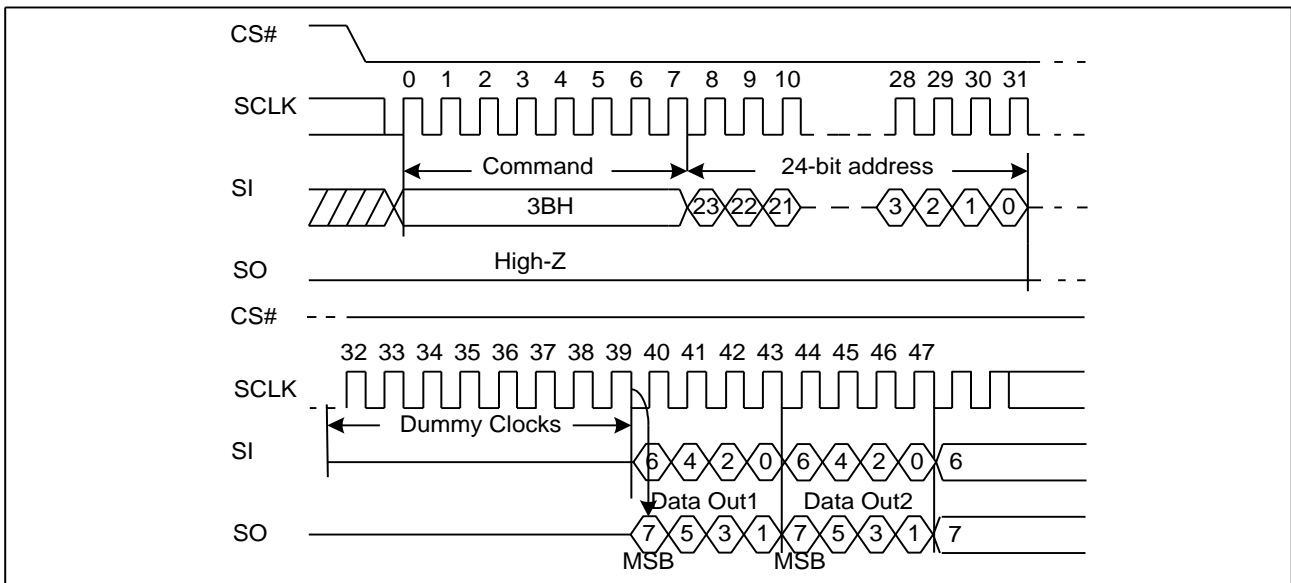 CS#
0 1 2 3 4 5 6 7 8 9 10 28 29 30 31
SCLK
Command 24-bit address
SI
3BH 23 22 21 3 2 1 0
High-Z
SO
CS#
32 33 34 35 36 37 38 39 40 41 42 43 44 45 46 47
SCLK
Dummy Clocks
SI
6 4 2 0 6 4 2 0 6
Data Out1 Data Out2
SO
7 5 3 1 7 5 3 1 7
MSB MSB